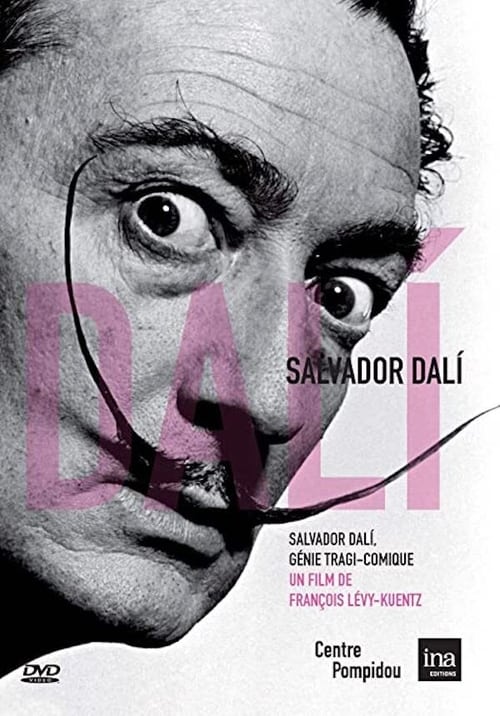 DALÍ
SALVADOR DALÍ
SALVADOR DALÍ,
GÉNIE TRAGI-COMIQUE
UN FILM DE
FRANÇOIS LÉVY-KUENTZ
Centre
Pompidou
ina
EDITIONS
DVD
VIDEO